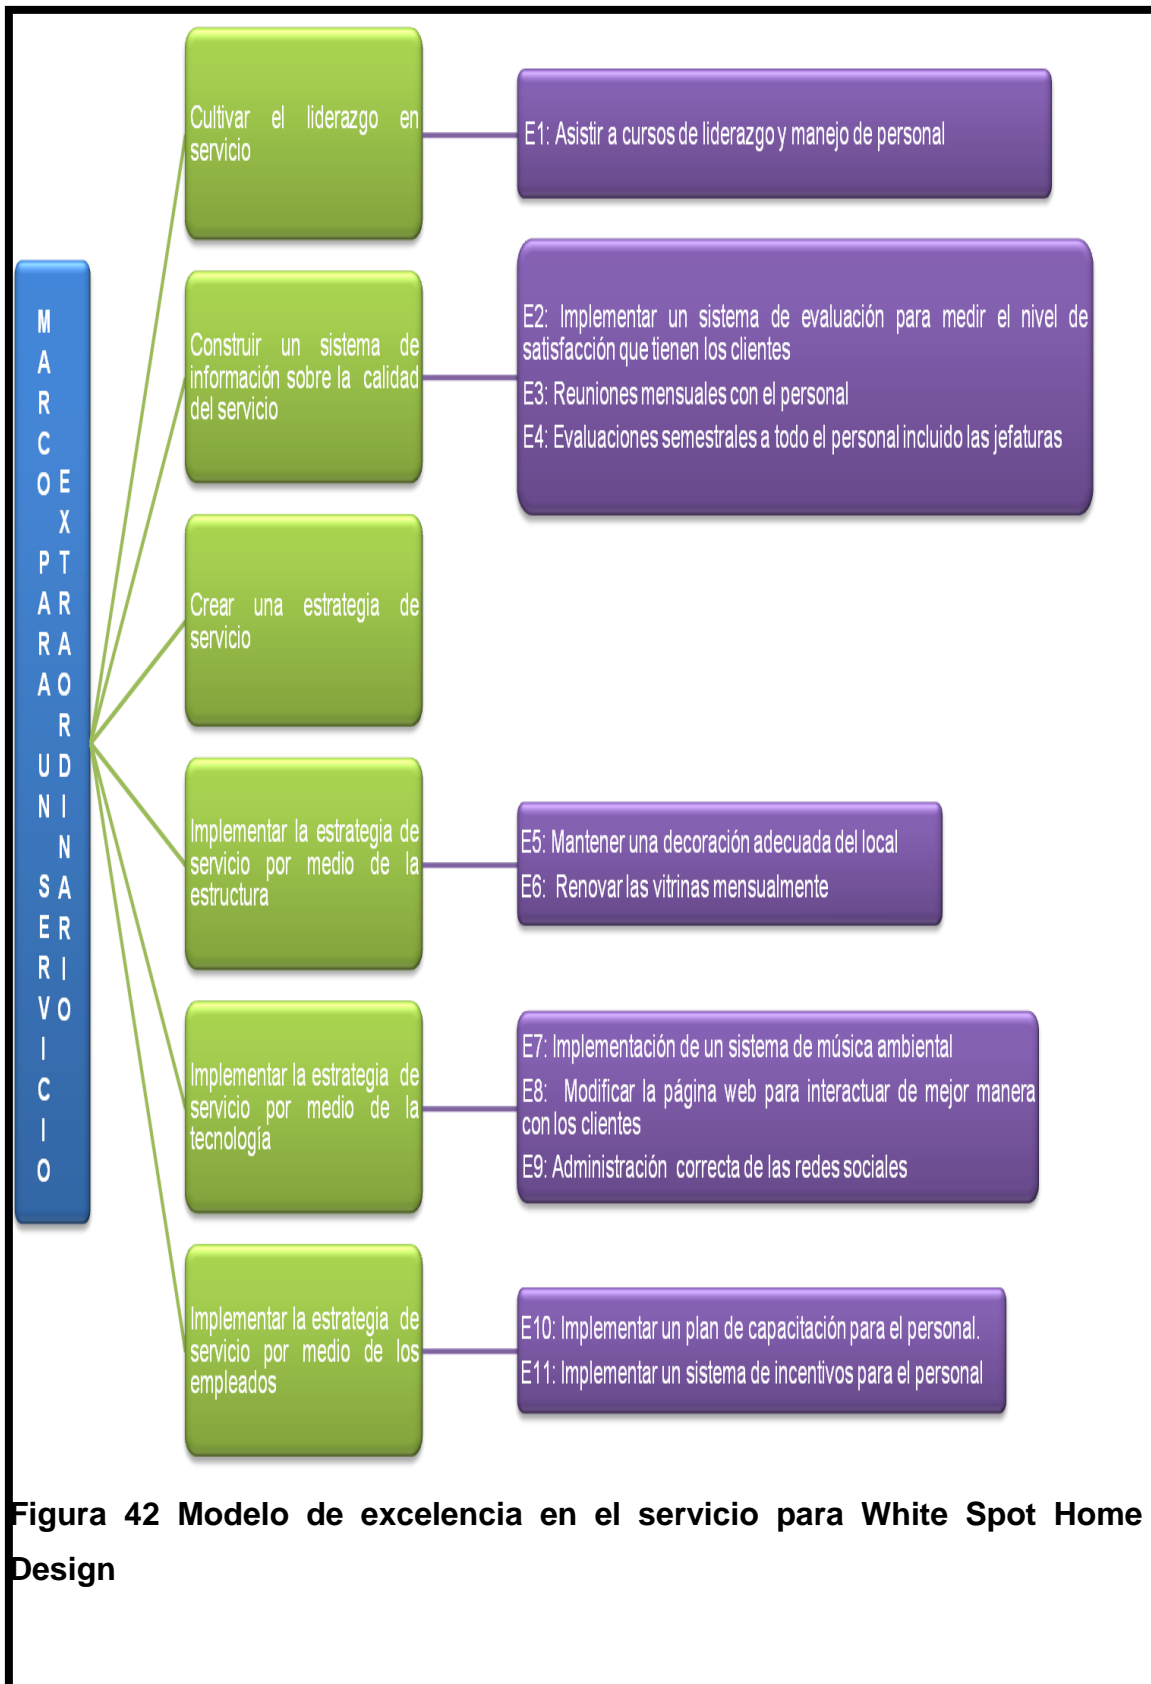 MARCO PARA UN SERVICIO
EXTRAORDINARIO
Cultivar el liderazgo en
servicio
E1: Asistir a cursos de liderazgo y manejo de personal
Construir un sistema de
información sobre la calidad
del servicio
E2: Implementar un sistema de evaluación para medir el nivel de
satisfacción que tienen los clientes
E3: Reuniones mensuales con el personal
E4: Evaluaciones semestrales a todo el personal incluido las jefaturas
Crear una estrategia de
servicio
Implementar la estrategia de
servicio por medio de la
estructura
E5: Mantener una decoración adecuada del local
E6: Renovar las vitrinas mensualmente
Implementar la estrategia de
servicio por medio de la
tecnología
E7: Implementación de un sistema de música ambiental
E8: Modificar la página web para interactuar de mejor manera
con los clientes
E9: Administración correcta de las redes sociales
Implementar la estrategia de
servicio por medio de los
empleados
E10: Implementar un plan de capacitación para el personal.
E11: Implementar un sistema de incentivos para el personal
Figura 42 Modelo de excelencia en el servicio para White Spot Home
Design